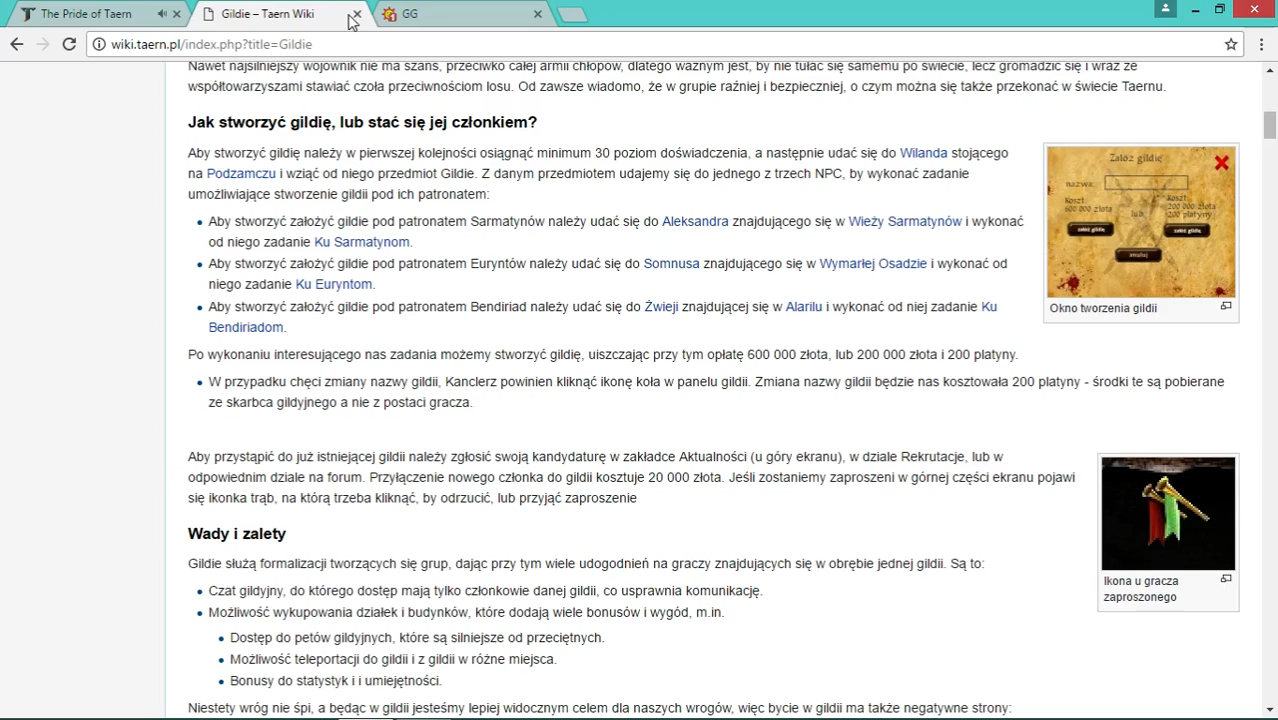 The Pride of Taern
Gildie – Taern Wiki
GG
wiki.taern.pl/index.php?title=Gildie
Nawet najsilniejszy wojownik nie ma szans, przeciwko całej armii chłopów, dlatego ważnym jest, by nie tułać się samemu po świecie, lecz gromadzić się i wraz ze
współtowarzyszami stawiać czoła przeciwnościom losu. Od zawsze wiadomo, że w grupie raźniej i bezpieczniej, o czym można się także przekonać w świecie Taernu.
Jak stworzyć gildię, lub stać się jej członkiem?
Aby stworzyć gildię należy w pierwszej kolejności osiągnąć minimum 30 poziom doświadczenia, a następnie udać się do Wilanda stojącego
na Podzamczu i wziąć od niego przedmiot Gildie. Z danym przedmiotem udajemy się do jednego z trzech NPC, by wykonać zadanie
umożliwiające stworzenie gildii pod ich patronatem:
Aby stworzyć założyć gildie pod patronatem Sarmatynów należy udać się do Aleksandra znajdującego się w Wieży Sarmatynów i wykonać
od niego zadanie Ku Sarmatynom.
Aby stworzyć założyć gildie pod patronatem Euryntów należy udać się do Somnusa znajdującego się w Wymarłej Osadzie i wykonać od
niego zadanie Ku Euryntom.
Aby stworzyć założyć gildie pod patronatem Bendiriad należy udać się do Żwieji znajdującej się w Alarilu i wykonać od niej zadanie Ku
Bendiriadom.
Załóż gildię
nazwa:
Koszt:
600 000 złota
lub
Koszt:
200 000 złota
200 platyny
załóż gildię
załóż gildię
anuluj
Okno tworzenia gildii
Po wykonaniu interesującego nas zadania możemy stworzyć gildię, uiszczając przy tym opłatę 600 000 złota, lub 200 000 złota i 200 platyny.
W przypadku chęci zmiany nazwy gildii, Kanclerz powinien kliknąć ikonę koła w panelu gildii. Zmiana nazwy gildii będzie nas kosztowała 200 platyny - środki te są pobierane
ze skarbca gildyjnego a nie z postaci gracza.
Aby przystąpić do już istniejącej gildii należy zgłosić swoją kandydaturę w zakładce Aktualności (u góry ekranu), w dziale Rekrutacje, lub w
odpowiednim dziale na forum. Przyłączenie nowego członka do gildii kosztuje 20 000 złota. Jeśli zostaniemy zaproszeni w górnej części ekranu pojawi
się ikonka trąb, na którą trzeba kliknąć, by odrzucić, lub przyjąć zaproszenie
Ikona u gracza
zaproszonego
Wady i zalety
Gildie służą formalizacji tworzących się grup, dając przy tym wiele udogodnień na graczy znajdujących się w obrębie jednej gildii. Są to:
Czat gildyjny, do którego dostęp mają tylko członkowie danej gildii, co usprawnia komunikację.
Możliwość wykupowania działek i budynków, które dodają wiele bonusów i wygód, m.in.
Dostęp do petów gildyjnych, które są silniejsze od przeciętnych.
Możliwość teleportacji do gildii i z gildii w różne miejsca.
Bonusy do statystyk i i umiejętności.
Niestety wróg nie śpi, a będąc w gildii jesteśmy lepiej widocznym celem dla naszych wrogów, więc bycie w gildii ma także negatywne strony: